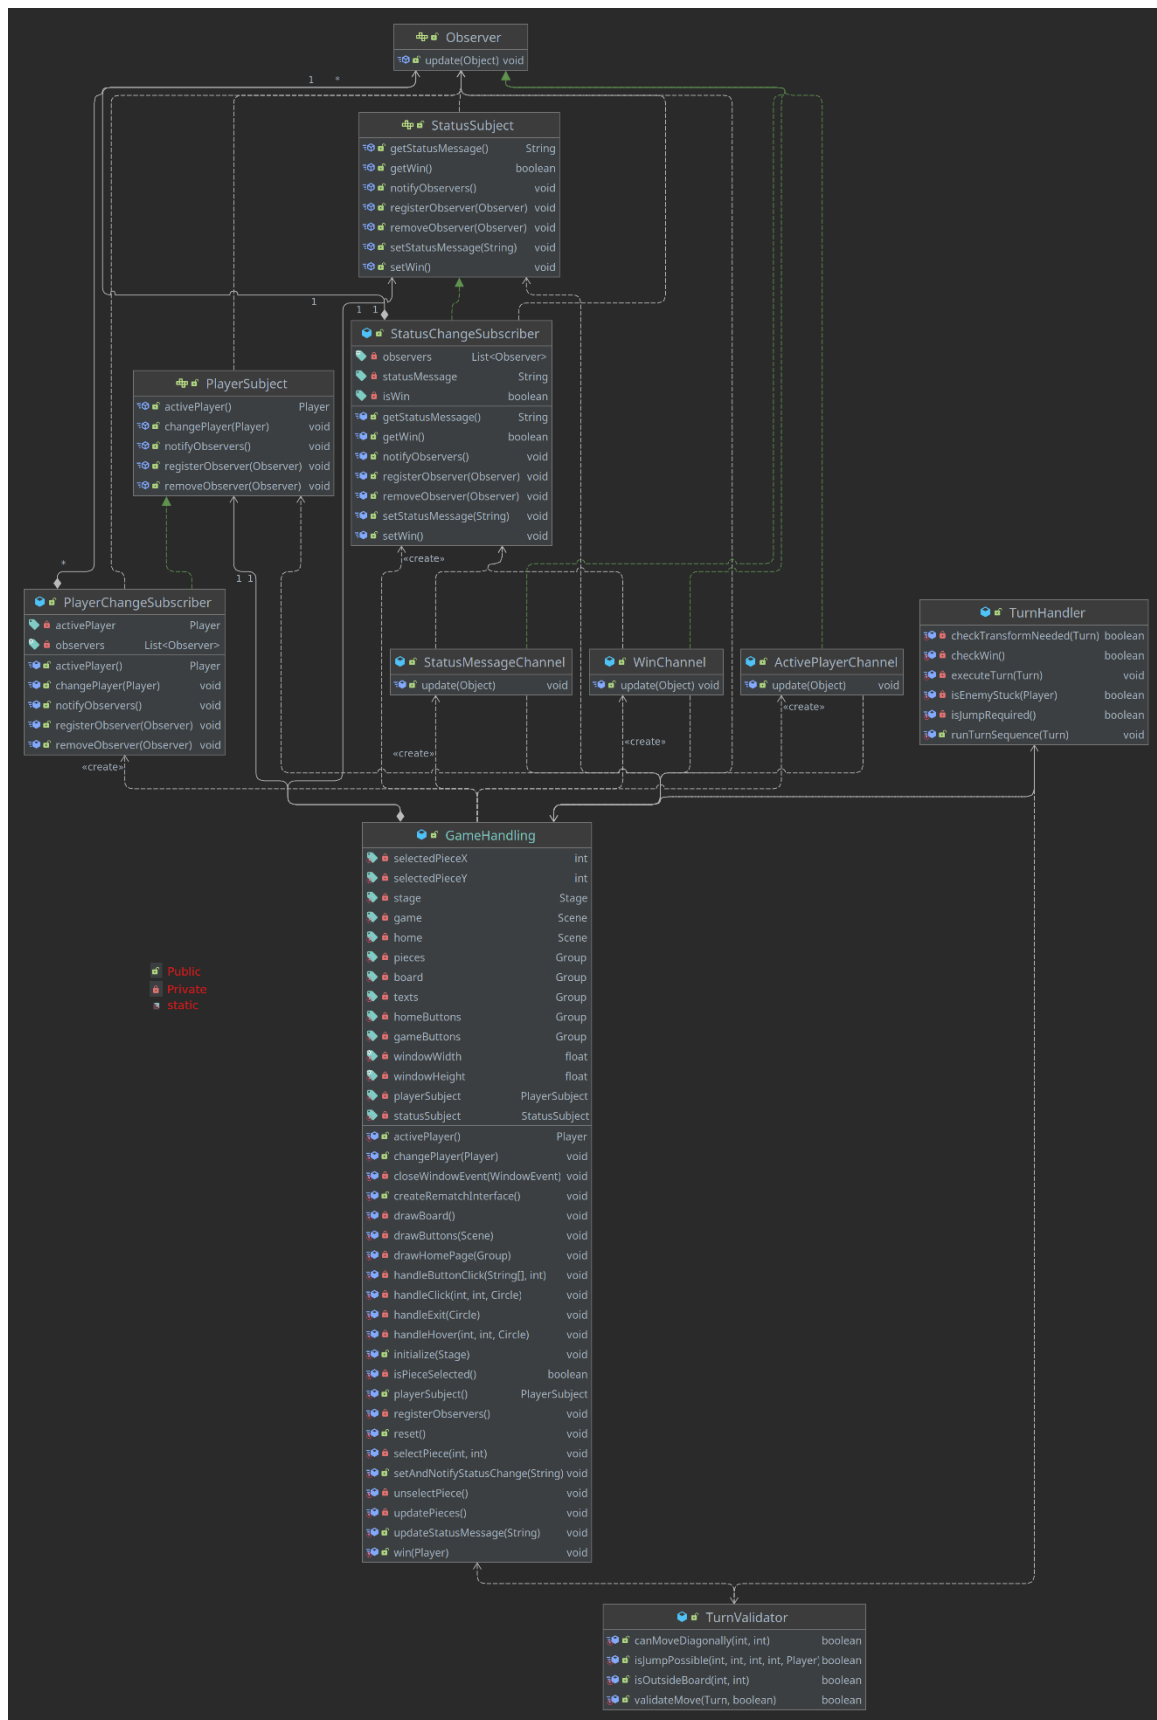 Observer
update(Object) void
1 *
StatusSubject
getStatusMessage() String
getWin() boolean
notifyObservers() void
registerObserver(Observer) void
removeObserver(Observer) void
setStatusMessage(String) void
setWin() void
1 1 1
StatusChangeSubscriber
observers List<Observer>
statusMessage String
isWin boolean
getStatusMessage() String
getWin() boolean
notifyObservers() void
registerObserver(Observer) void
removeObserver(Observer) void
setStatusMessage(String) void
setWin() void
«create»
PlayerSubject
activePlayer() Player
changePlayer(Player) void
notifyObservers() void
registerObserver(Observer) void
removeObserver(Observer) void
*
1 1
PlayerChangeSubscriber
activePlayer Player
observers List<Observer>
activePlayer() Player
changePlayer(Player) void
notifyObservers() void
registerObserver(Observer) void
removeObserver(Observer) void
«create»
StatusMessageChannel
update(Object) void
«create»
WinChannel
update(Object) void
«create»
ActivePlayerChannel
update(Object) void
«create»
TurnHandler
checkTransformNeeded(Turn) boolean
checkWin() boolean
executeTurn(Turn) void
isEnemyStuck(Player) boolean
isJumpRequired() boolean
runTurnSequence(Turn) void
GameHandling
selectedPieceX int
selectedPieceY int
stage Stage
game Scene
home Scene
pieces Group
board Group
texts Group
homeButtons Group
gameButtons Group
windowWidth float
windowHeight float
playerSubject PlayerSubject
statusSubject StatusSubject
activePlayer() Player
changePlayer(Player) void
closeWindowEvent(WindowEvent) void
createRematchInterface() void
drawBoard() void
drawButtons(Scene) void
drawHomePage(Group) void
handleButtonClick(String[], int) void
handleClick(int, int, Circle) void
handleExit(Circle) void
handleHover(int, int, Circle) void
initialize(Stage) void
isPieceSelected() boolean
playerSubject() PlayerSubject
registerObservers() void
reset() void
selectPiece(int, int) void
setAndNotifyStatusChange(String) void
unselectPiece() void
updatePieces() void
updateStatusMessage(String) void
win(Player) void
Public
Private
static
TurnValidator
canMoveDiagonally(int, int) boolean
isJumpPossible(int, int, int, int, Player) boolean
isOutsideBoard(int, int) boolean
validateMove(Turn, boolean) boolean